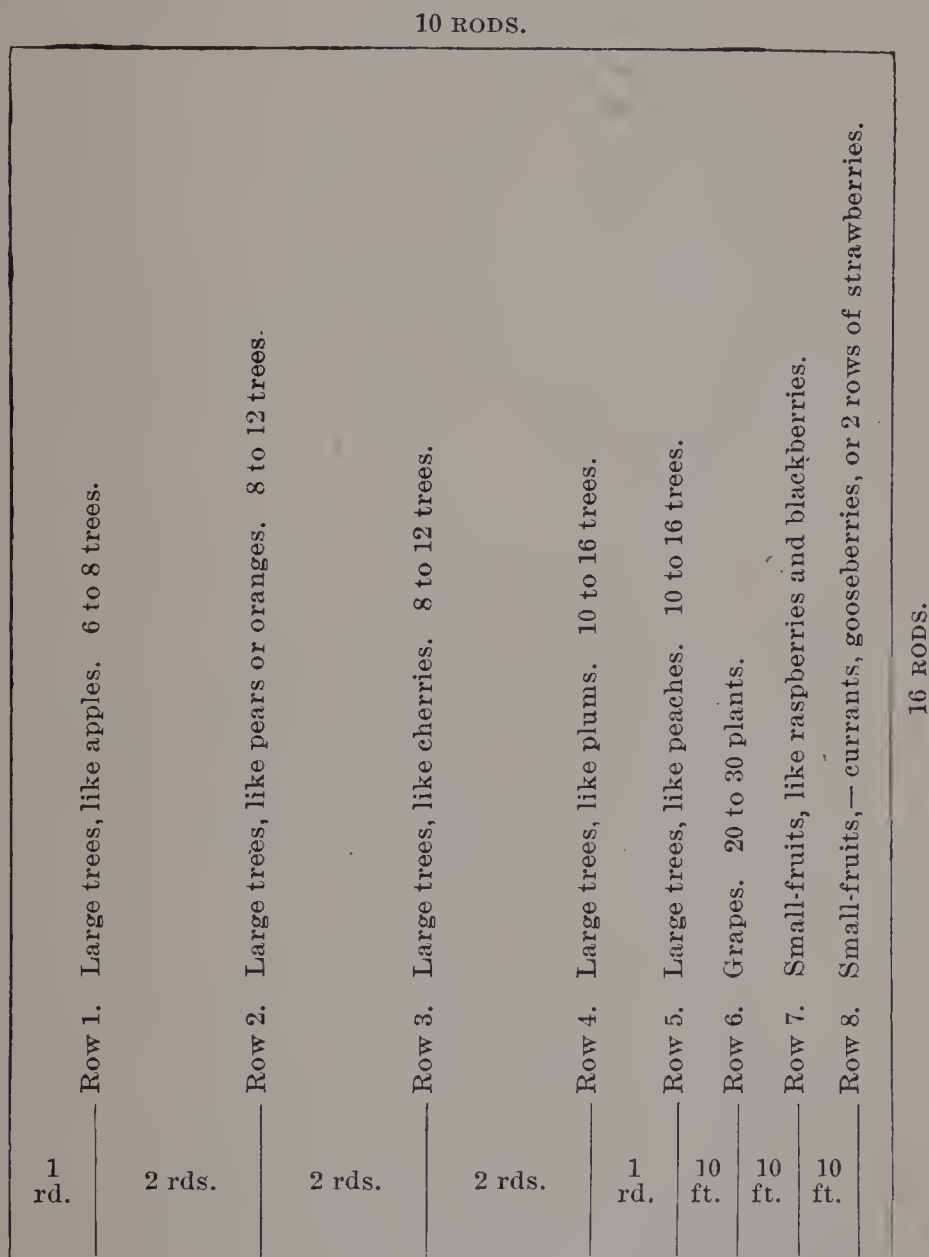 10 RODS.
Row 1. Large trees, like apples. 6 to 8 trees.
Row 2. Large trees, like pears or oranges. 8 to 12 trees.
Row 3. Large trees, like cherries. 8 to 12 trees.
Row 4. Large trees, like plums. 10 to 16 trees.
Row 5. Large trees, like peaches. 10 to 16 trees.
Row 6. Grapes. 20 to 30 plants.
Row 7. Small-fruits, like raspberries and blackberries.
Row 8. Small-fruits,— currants, gooseberries, or 2 rows of strawberries.
16 RODS.
1
rd.
2 rds.
2 rds.
2 rds.
1
rd.
10
ft.
10
ft.
10
ft.